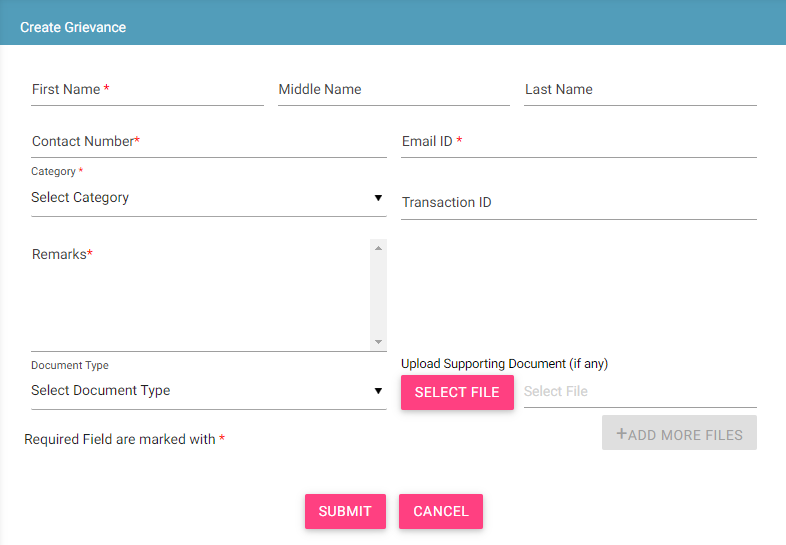 Create Grievance
First Name *
Middle Name
Last Name
Contact Number*
Email ID *
Category *
Select Category
Transaction ID
Remarks*
Document Type
Upload Supporting Document (if any)
Select Document Type
SELECT FILE
Select File
Required Field are marked with *
+ADD MORE FILES
SUBMIT
CANCEL